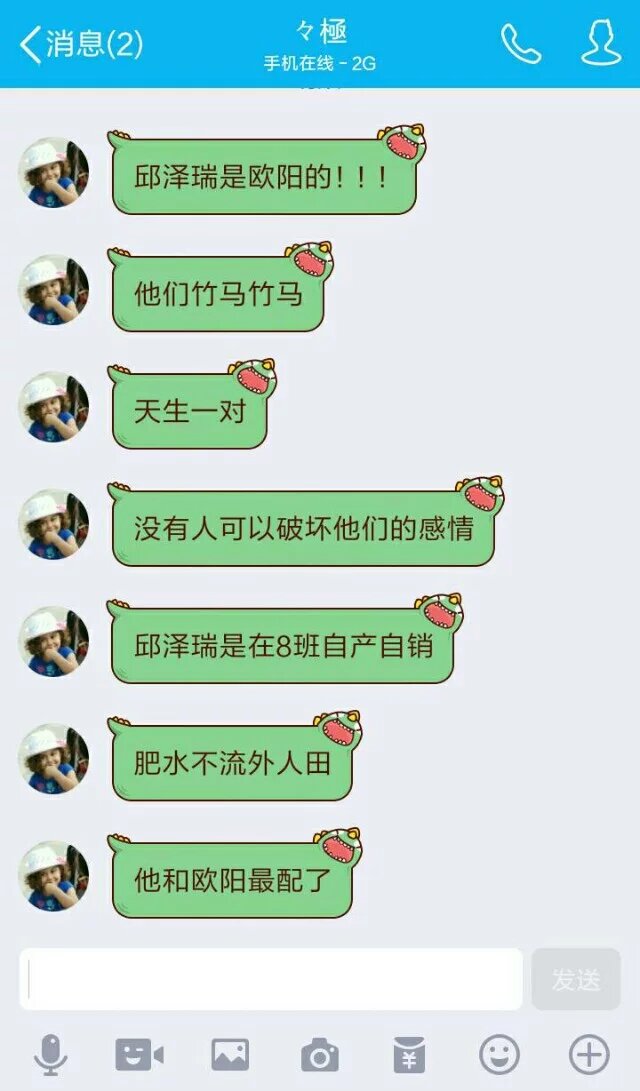 消息(2)
々極
手机在线 - 2G
邱泽瑞是欧阳的！！！
他们竹马竹马
天生一对
没有人可以破坏他们的感情
邱泽瑞是在8班自产自销
肥水不流外人田
他和欧阳最配了
发送